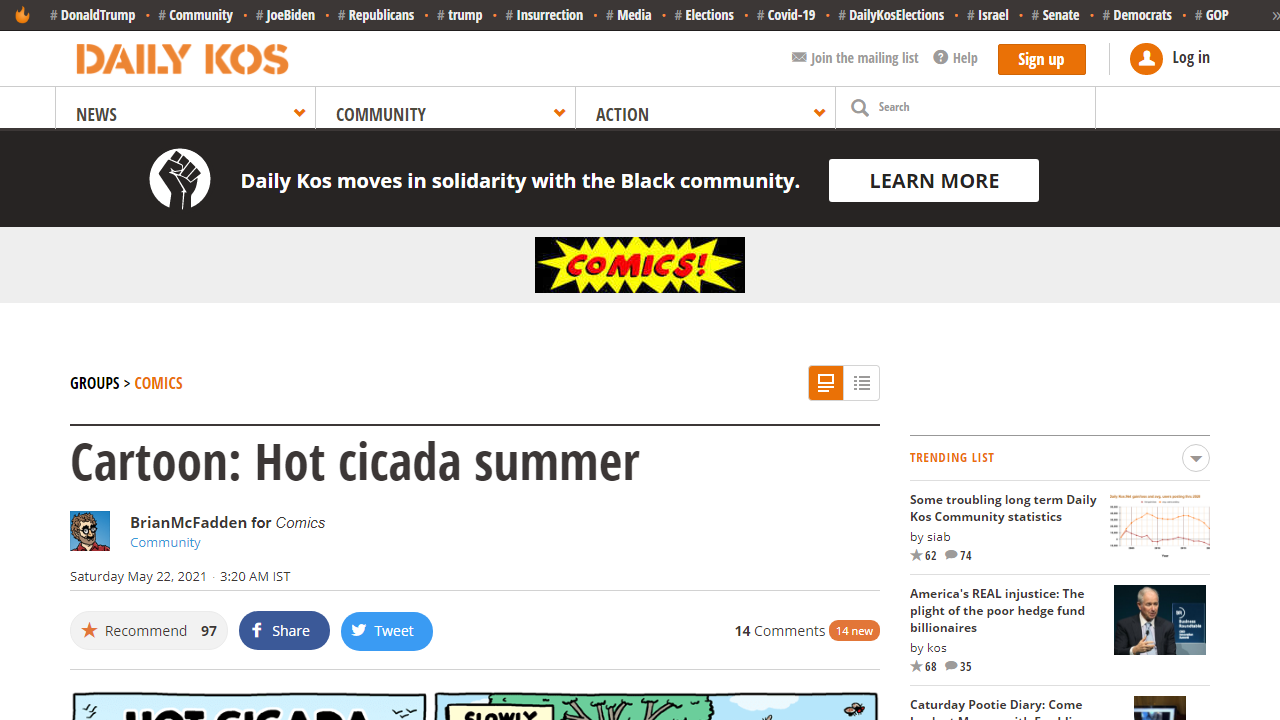 # DonaldTrump • # Community • # JoeBiden • # Republicans • # trump • # Insurrection • # Media • # Elections • # Covid-19 • # DailyKosElections • # Israel • # Senate • # Democrats • # GOP »
DAILY KOS
Join the mailing list
Help
Sign up
Log in
NEWS
COMMUNITY
ACTION
Search
Daily Kos moves in solidarity with the Black community.
LEARN MORE
COMICS!
GROUPS > COMICS
Cartoon: Hot cicada summer
BrianMcFadden for Comics
Community
Saturday May 22, 2021 · 3:20 AM IST
Recommend 97
Share
Tweet
14 Comments 14 new
HOT CICADA
SLOWLY
TRENDING LIST
Some troubling long term Daily
Kos Community statistics
by siab
62 74
America's REAL injustice: The
plight of the poor hedge fund
billionaires
by kos
68 35
Caturday Pootie Diary: Come